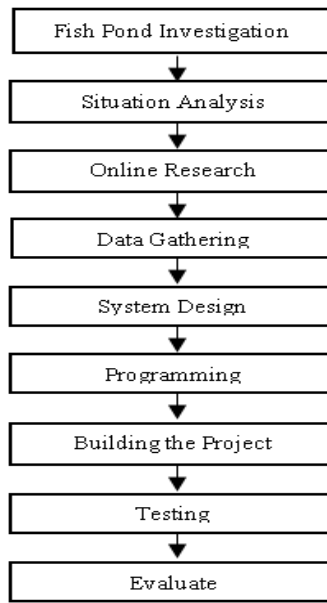 Fish Pond Investigation
Situation Analysis
Online Research
Data Gathering
System Design
Programming
Building the Project
Testing
Evaluate